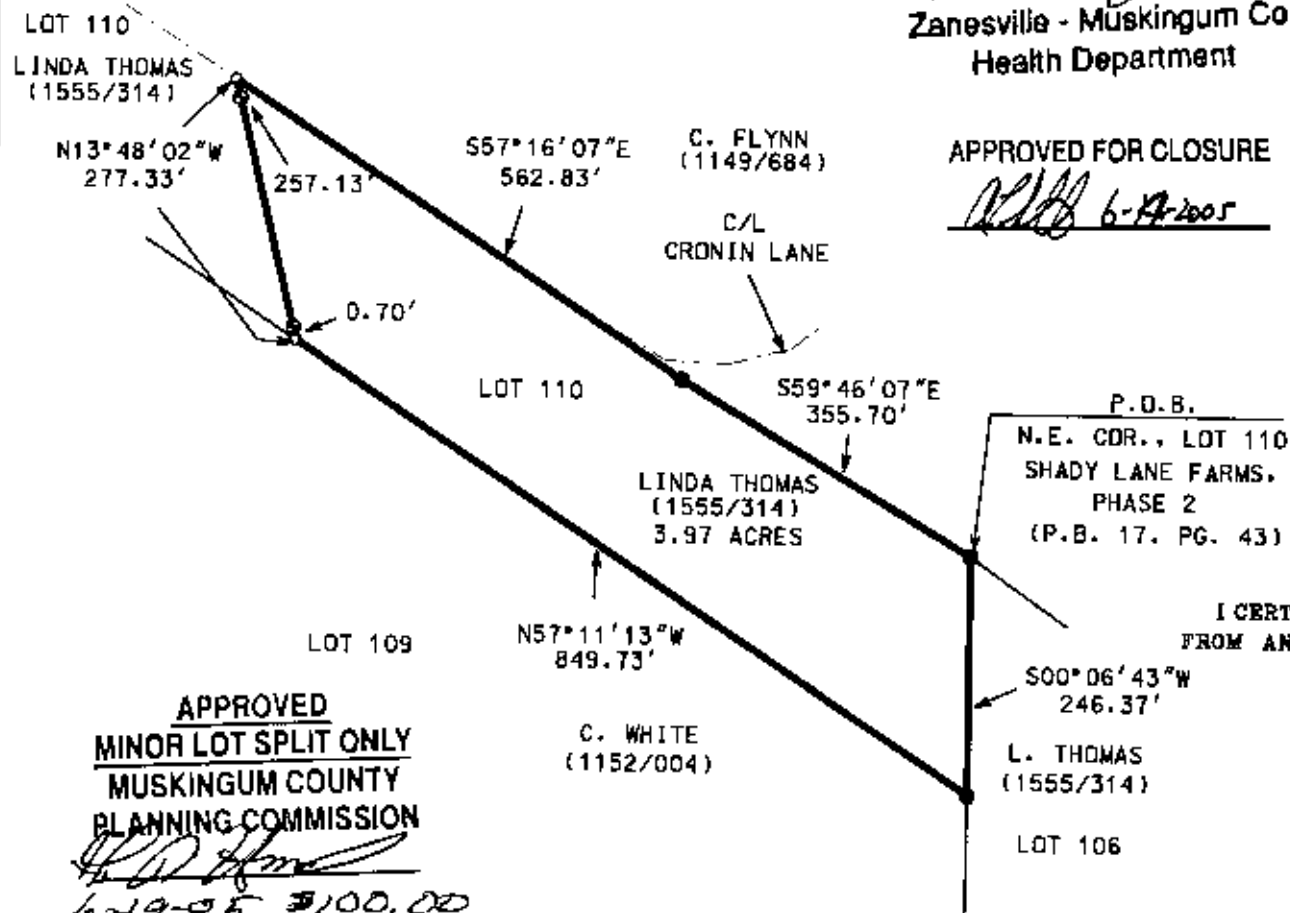 LOT 110
LINDA THOMAS
(1555/314)
N13°48'02"W
277.33'
257.13'
S57°16'07"E
562.83'
C. FLYNN
(1149/684)
C/L
CRONIN LANE
Zanesville - Muskingum Co
Health Department
APPROVED FOR CLOSURE
2005
0.70'
LOT 110
S59°46'07"E
355.70'
P.O.B.
N.E. COR., LOT 110
SHADY LANE FARMS.
PHASE 2
(P.B. 17. PG. 43)
LINDA THOMAS
(1555/314)
3.97 ACRES
I CERT
FROM AN
LOT 109
N57°11'13"W
849.73'
S00°06'43"W
246.37'
C. WHITE
(1152/004)
L. THOMAS
(1555/314)
LOT 106
APPROVED
MINOR LOT SPLIT ONLY
MUSKINGUM COUNTY
PLANNING COMMISSION
$100.00